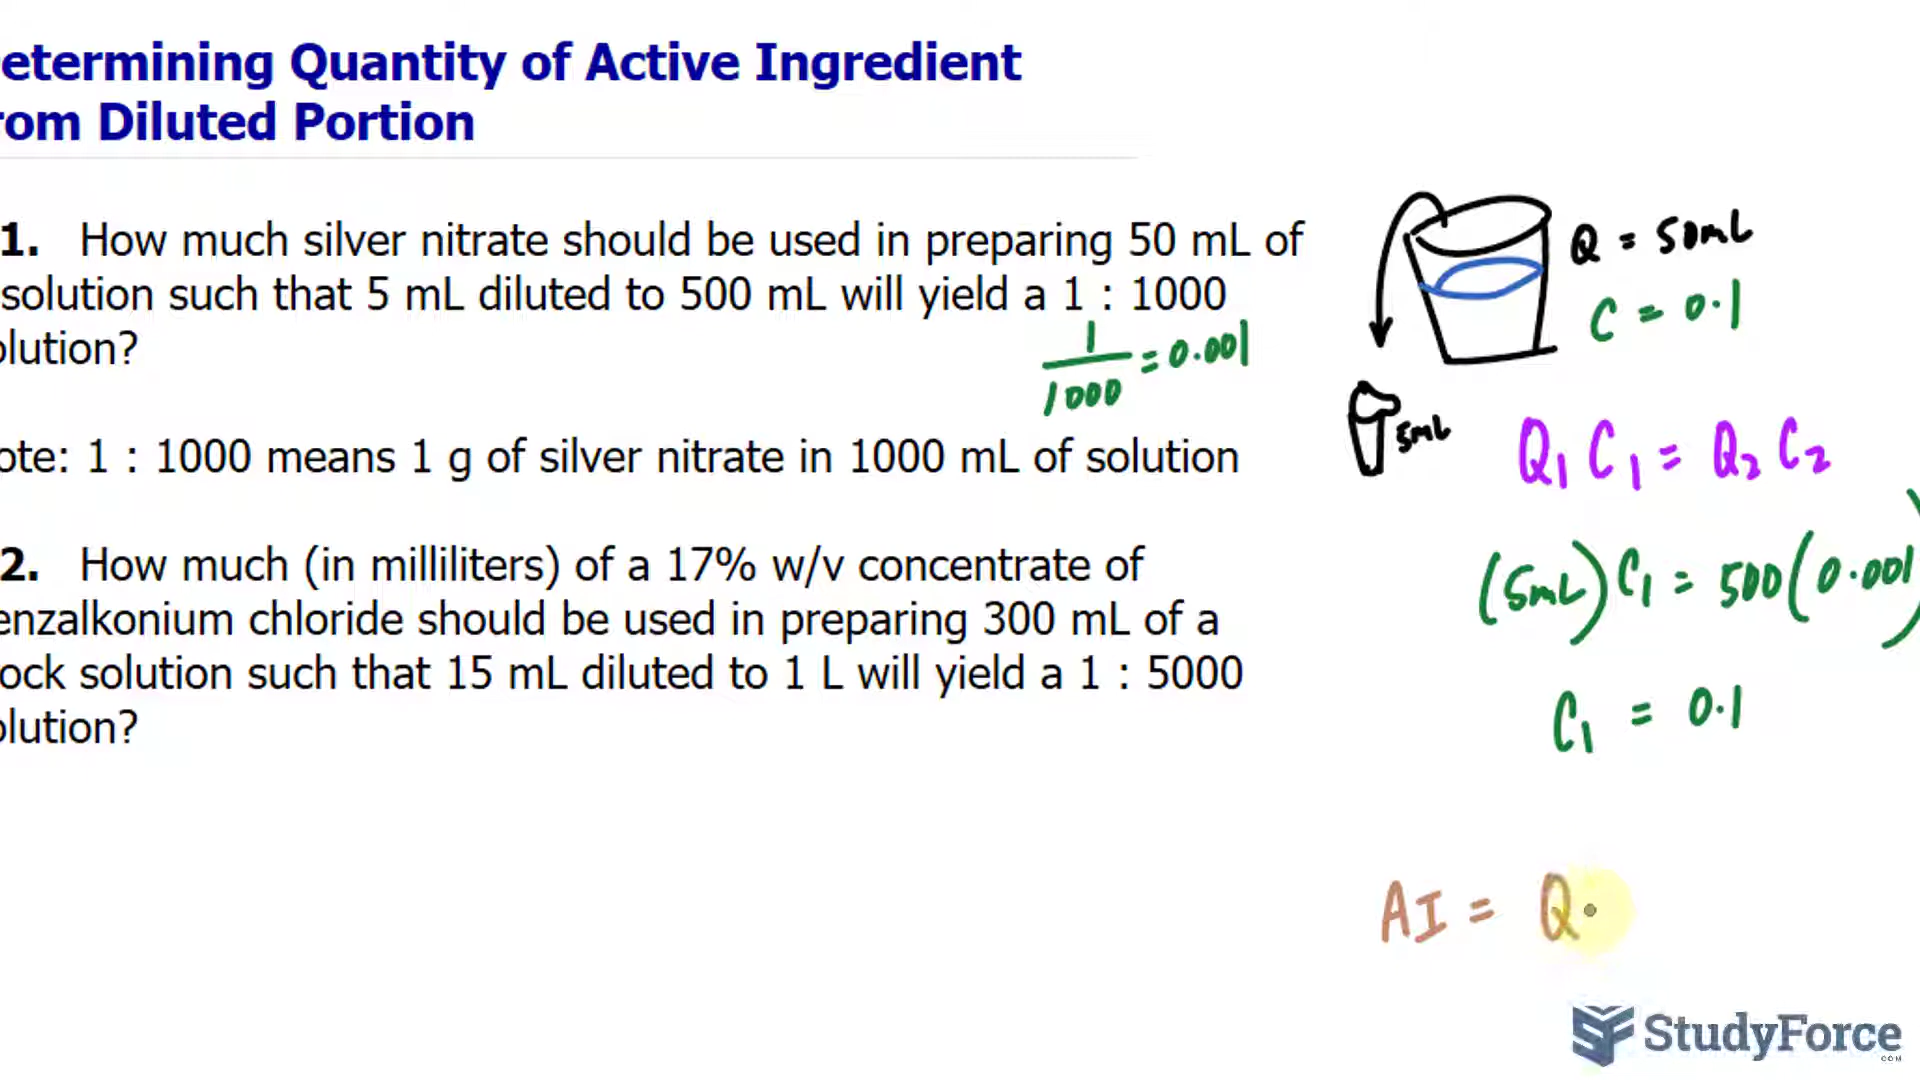 etermining Quantity of Active Ingredient
rom Diluted Portion
1. How much silver nitrate should be used in preparing 50 mL of
solution such that 5 mL diluted to 500 mL will yield a 1 : 1000
olution?
1
1000
= 0.001
ote: 1 : 1000 means 1 g of silver nitrate in 1000 mL of solution
2. How much (in milliliters) of a 17% w/v concentrate of
enzalkonium chloride should be used in preparing 300 mL of a
ock solution such that 15 mL diluted to 1 L will yield a 1 : 5000
olution?
Q = 50mL
C = 0.1
5mL
Q1 C1 = Q2 C2
(5mL) C1 = 500(0.001)
C1 = 0.1
AI = Q
SF StudyForce
.COM